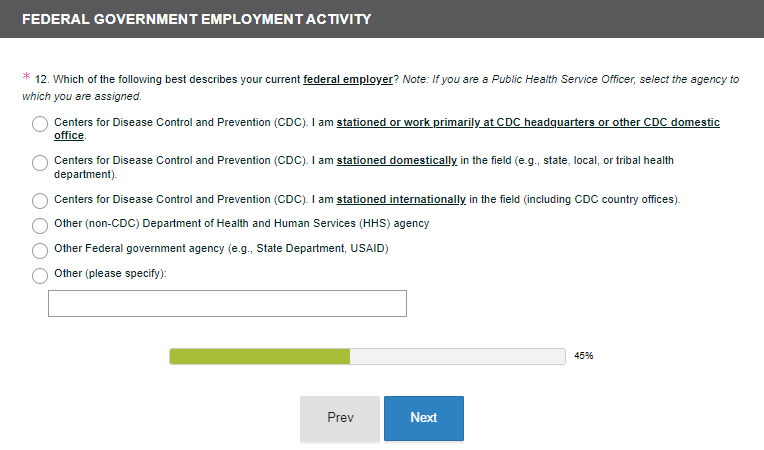 FEDERAL GOVERNMENT EMPLOYMENT ACTIVITY
* 12. Which of the following best describes your current federal employer? Note: If you are a Public Health Service Officer, select the agency to
which you are assigned.
Centers for Disease Control and Prevention (CDC). I am stationed or work primarily at CDC headquarters or other CDC domestic
office.
Centers for Disease Control and Prevention (CDC). I am stationed domestically in the field (e.g., state, local, or tribal health
department).
Centers for Disease Control and Prevention (CDC). I am stationed internationally in the field (including CDC country offices).
Other (non-CDC) Department of Health and Human Services (HHS) agency
Other Federal government agency (e.g., State Department, USAID)
Other (please specify):
45%
Prev Next